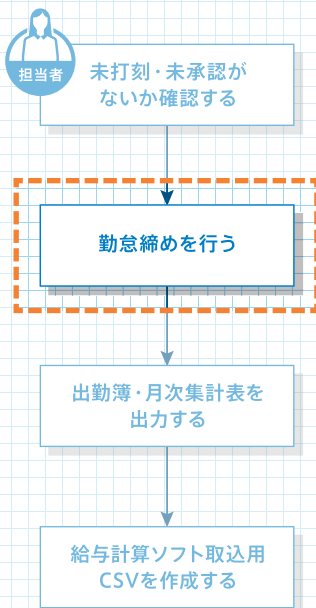 担当者
未打刻・未承認が
ないか確認する
勤怠締めを行う
出勤簿・月次集計表を
出力する
給与計算ソフト取込用
CSVを作成する